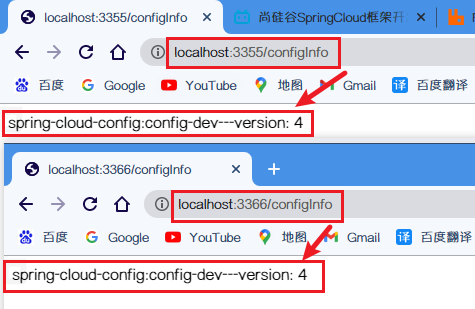 localhost:3355/configInfo
尚硅谷SpringCloud框架开
localhost:3355/configInfo
百度 Google YouTube 地图 Gmail 百度翻译
spring-cloud-config:config-dev---version: 4
localhost:3366/configInfo
localhost:3366/configInfo
百度 Google YouTube 地图 Gmail 百度翻译
spring-cloud-config:config-dev---version: 4